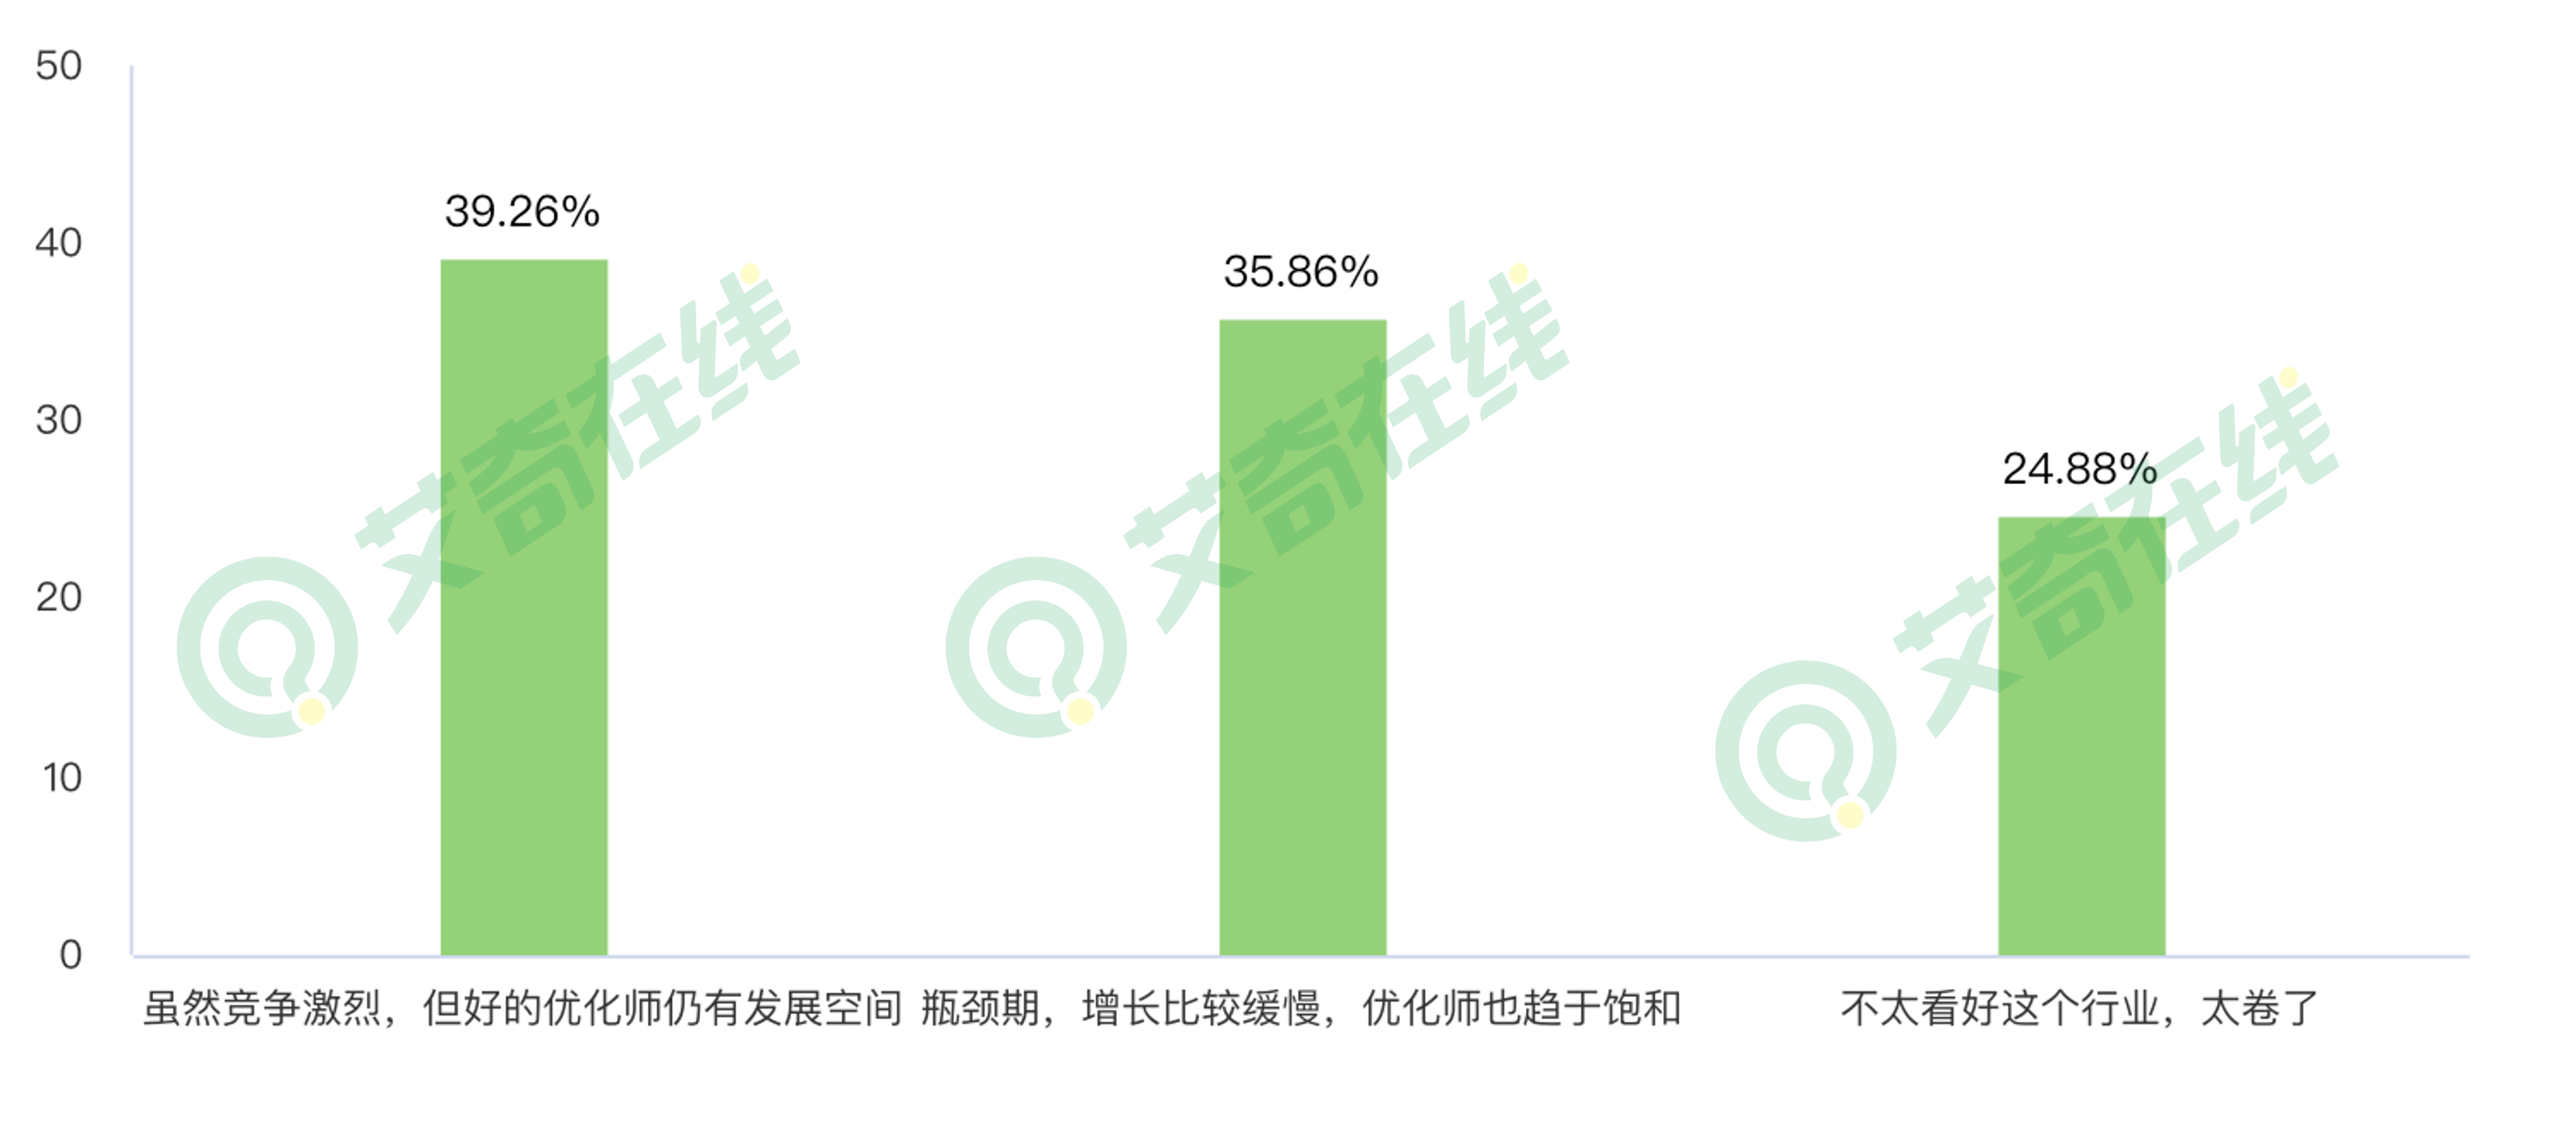 50
40
30
20
10
0
39.26%
35.86%
24.88%
艾奇在线
艾奇在线
艾奇在线
虽然竞争激烈，但好的优化师仍有发展空间
瓶颈期，增长比较缓慢，优化师也趋于饱和
不太看好这个行业，太卷了